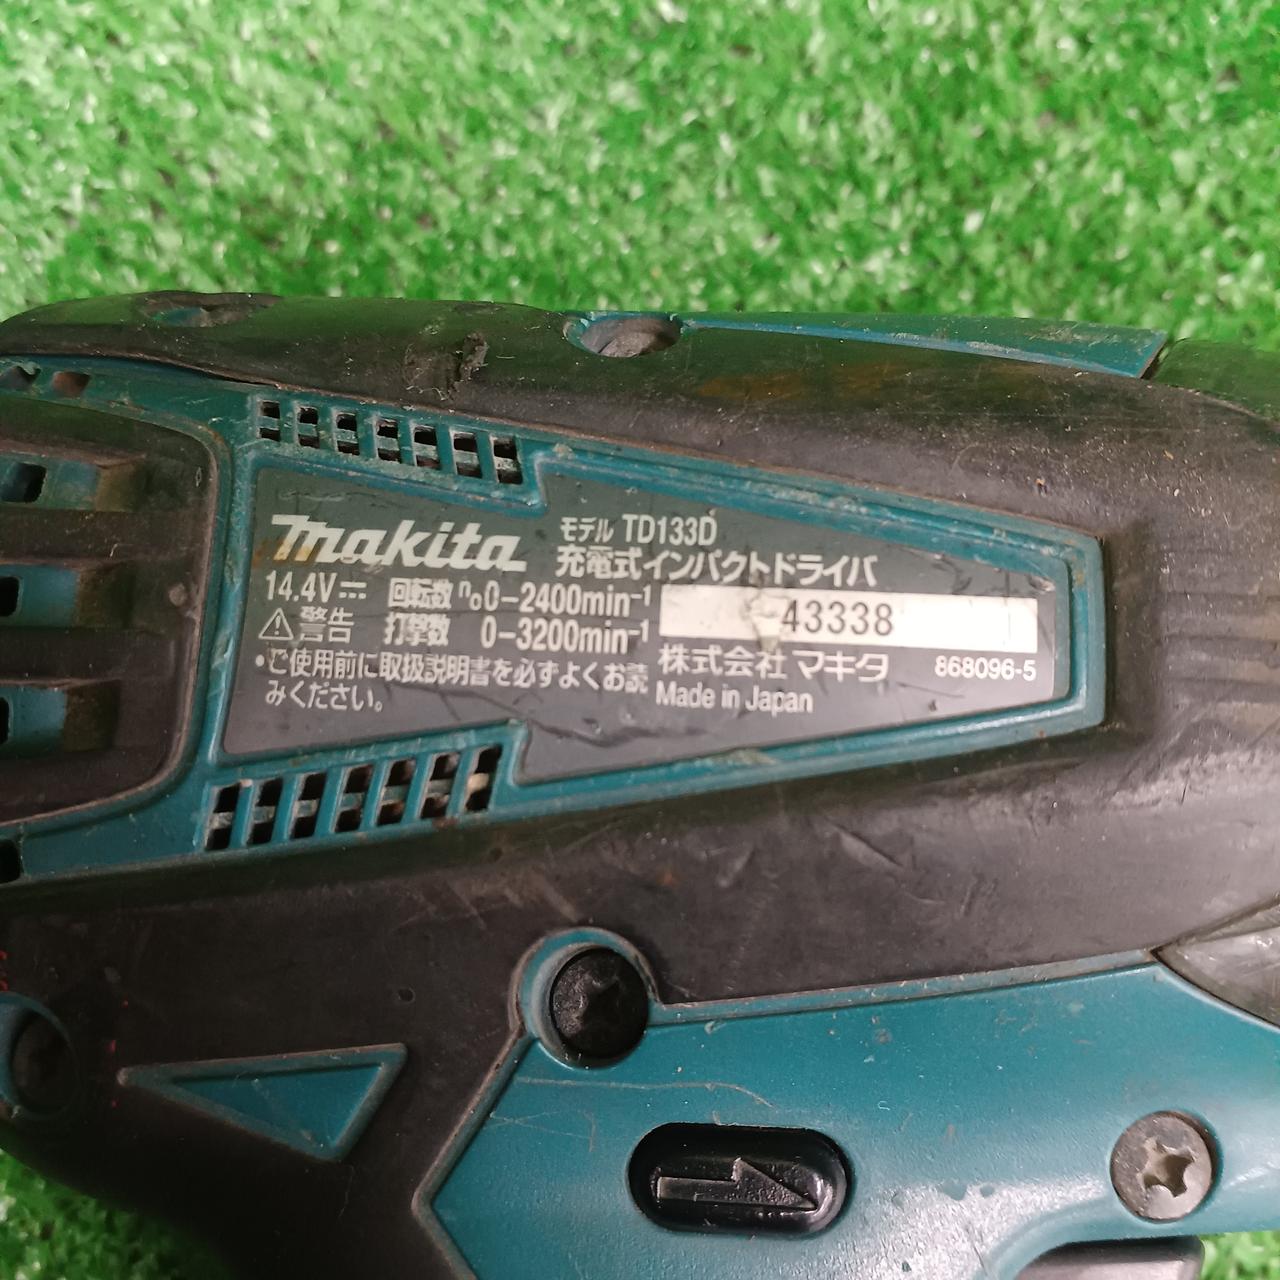 makita
モデル TD133D
充電式インパクトドライバ
14.4V⎓ 回転数 n₀0-2400min⁻¹
43338
⚠警告 打撃数 0-3200min⁻¹
•ご使用前に取扱説明書を必ずよくお読
みください。
株式会社 マキタ 868096-5
Made in Japan